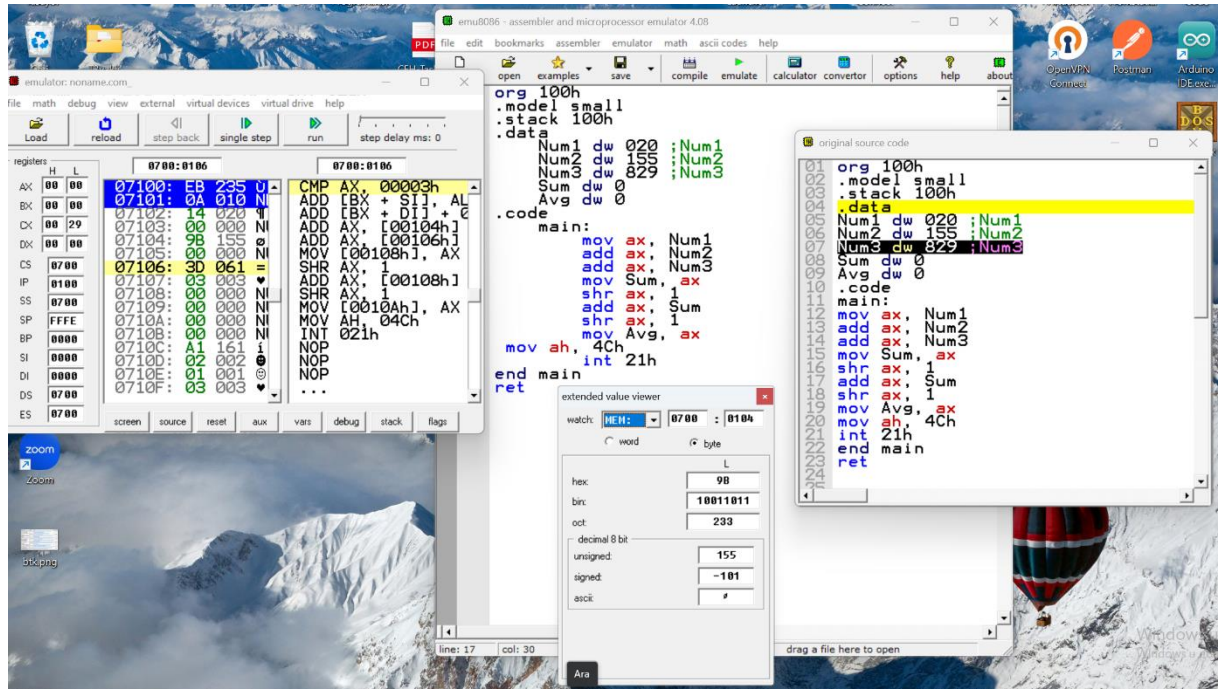 PDF
OpenVPN
Connect
Postman
Arduino
IDE.exe...
DOS
Zoom
zoom
btk.png
emu8086 - assembler and microprocessor emulator 4.08
file edit bookmarks assembler emulator math ascii codes help
open examples save compile emulate calculator convertor options help about
org 100h
.model small
.stack 100h
.data
Num1 dw 020 ;Num1
Num2 dw 155 ;Num2
Num3 dw 829 ;Num3
Sum dw 0
Avg dw 0
.code
main:
mov ax, Num1
add ax, Num2
add ax, Num3
mov Sum, ax
shr ax, 1
add ax, Sum
shr ax, 1
mov Avg, ax
mov ah, 4Ch
int 21h
end main
ret
line: 17 col: 30 drag a file here to open
emulator: noname.com_
file math debug view external virtual devices virtual drive help
Load reload step back single step run step delay ms: 0
registers 0700:0106 0700:0106
H L
AX 00 00
BX 00 00
CX 00 29
DX 00 00
CS 0700
IP 0100
SS 0700
SP FFFE
BP 0000
SI 0000
DI 0000
DS 0700
ES 0700
07100: EB 235
07101: 0A 010
07102: 14 020
07103: 00 000
07104: 9B 155
07105: 00 000
07106: 3D 061 =
07107: 03 003 ♥
07108: 00 000
07109: 00 000
0710A: 00 000
0710B: 00 000
0710C: A1 161 í
0710D: 02 002 ☻
0710E: 01 001 ☺
0710F: 03 003 ♥
CMP AX, 00003h
ADD [BX + SI], AL
ADD [BX + DI] + 0
ADD AX, [00104h]
ADD AX, [00106h]
MOV [00108h], AX
SHR AX, 1
ADD AX, [00108h]
SHR AX, 1
MOV [0010Ah], AX
MOV AH, 04Ch
INT 021h
NOP
NOP
NOP
...
screen source reset aux vars debug stack flags
original source code
01 org 100h
02 .model small
03 .stack 100h
04 .data
05 Num1 dw 020 ;Num1
06 Num2 dw 155 ;Num2
07 Num3 dw 829 ;Num3
08 Sum dw 0
09 Avg dw 0
10 .code
11 main:
12 mov ax, Num1
13 add ax, Num2
14 add ax, Num3
15 mov Sum, ax
16 shr ax, 1
17 add ax, Sum
18 shr ax, 1
19 mov Avg, ax
20 mov ah, 4Ch
21 int 21h
22 end main
23 ret
24
extended value viewer
watch: MEM: 0700 : 0104
word byte
L
hex: 9B
bin: 10011011
oct: 233
decimal 8 bit
unsigned: 155
signed: -101
ascii: ø
Ara